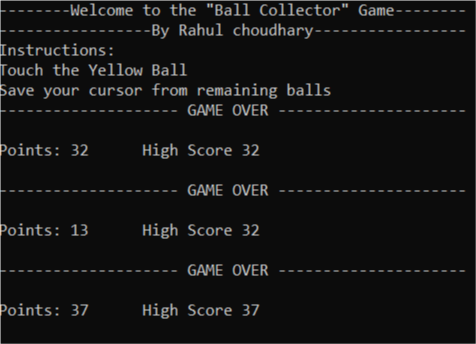 --------Welcome to the "Ball Collector" Game--------
-----------------By Rahul choudhary-----------------
Instructions:
Touch the Yellow Ball
Save your cursor from remaining balls
-------------------- GAME OVER ---------------------
Points: 32      High Score 32
-------------------- GAME OVER ---------------------
Points: 13      High Score 32
-------------------- GAME OVER ---------------------
Points: 37      High Score 37